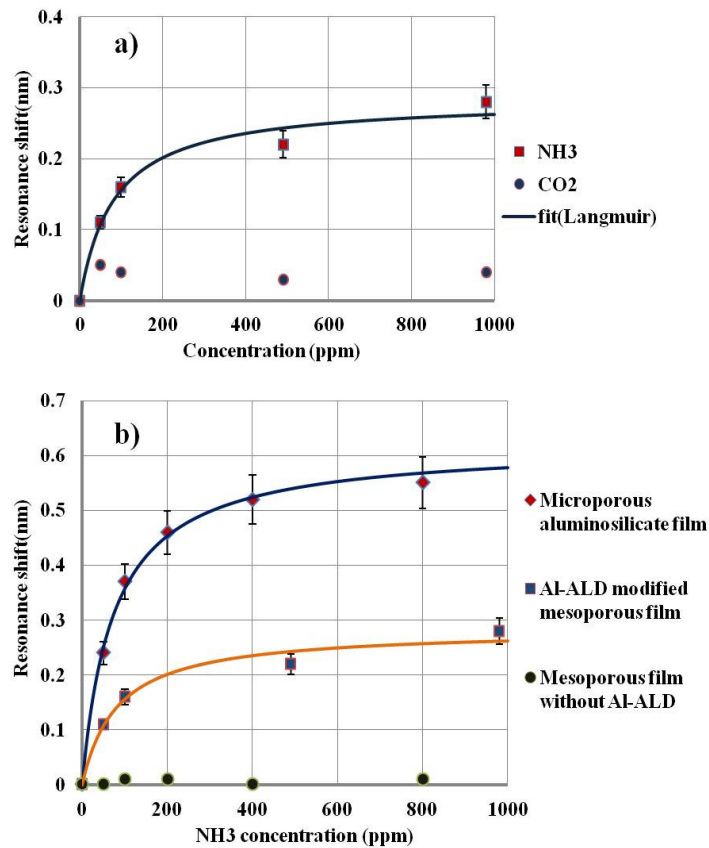 a)
Resonance shift(nm)
0.4
0.3
0.2
0.1
0
0 200 400 600 800 1000
Concentration (ppm)
NH3
CO2
fit(Langmuir)
b)
Resonance shift(nm)
0.7
0.6
0.5
0.4
0.3
0.2
0.1
0
0 200 400 600 800 1000
NH3 concentration (ppm)
Microporous
aluminosilicate film
Al-ALD modified
mesoporous film
Mesoporous film
without Al-ALD